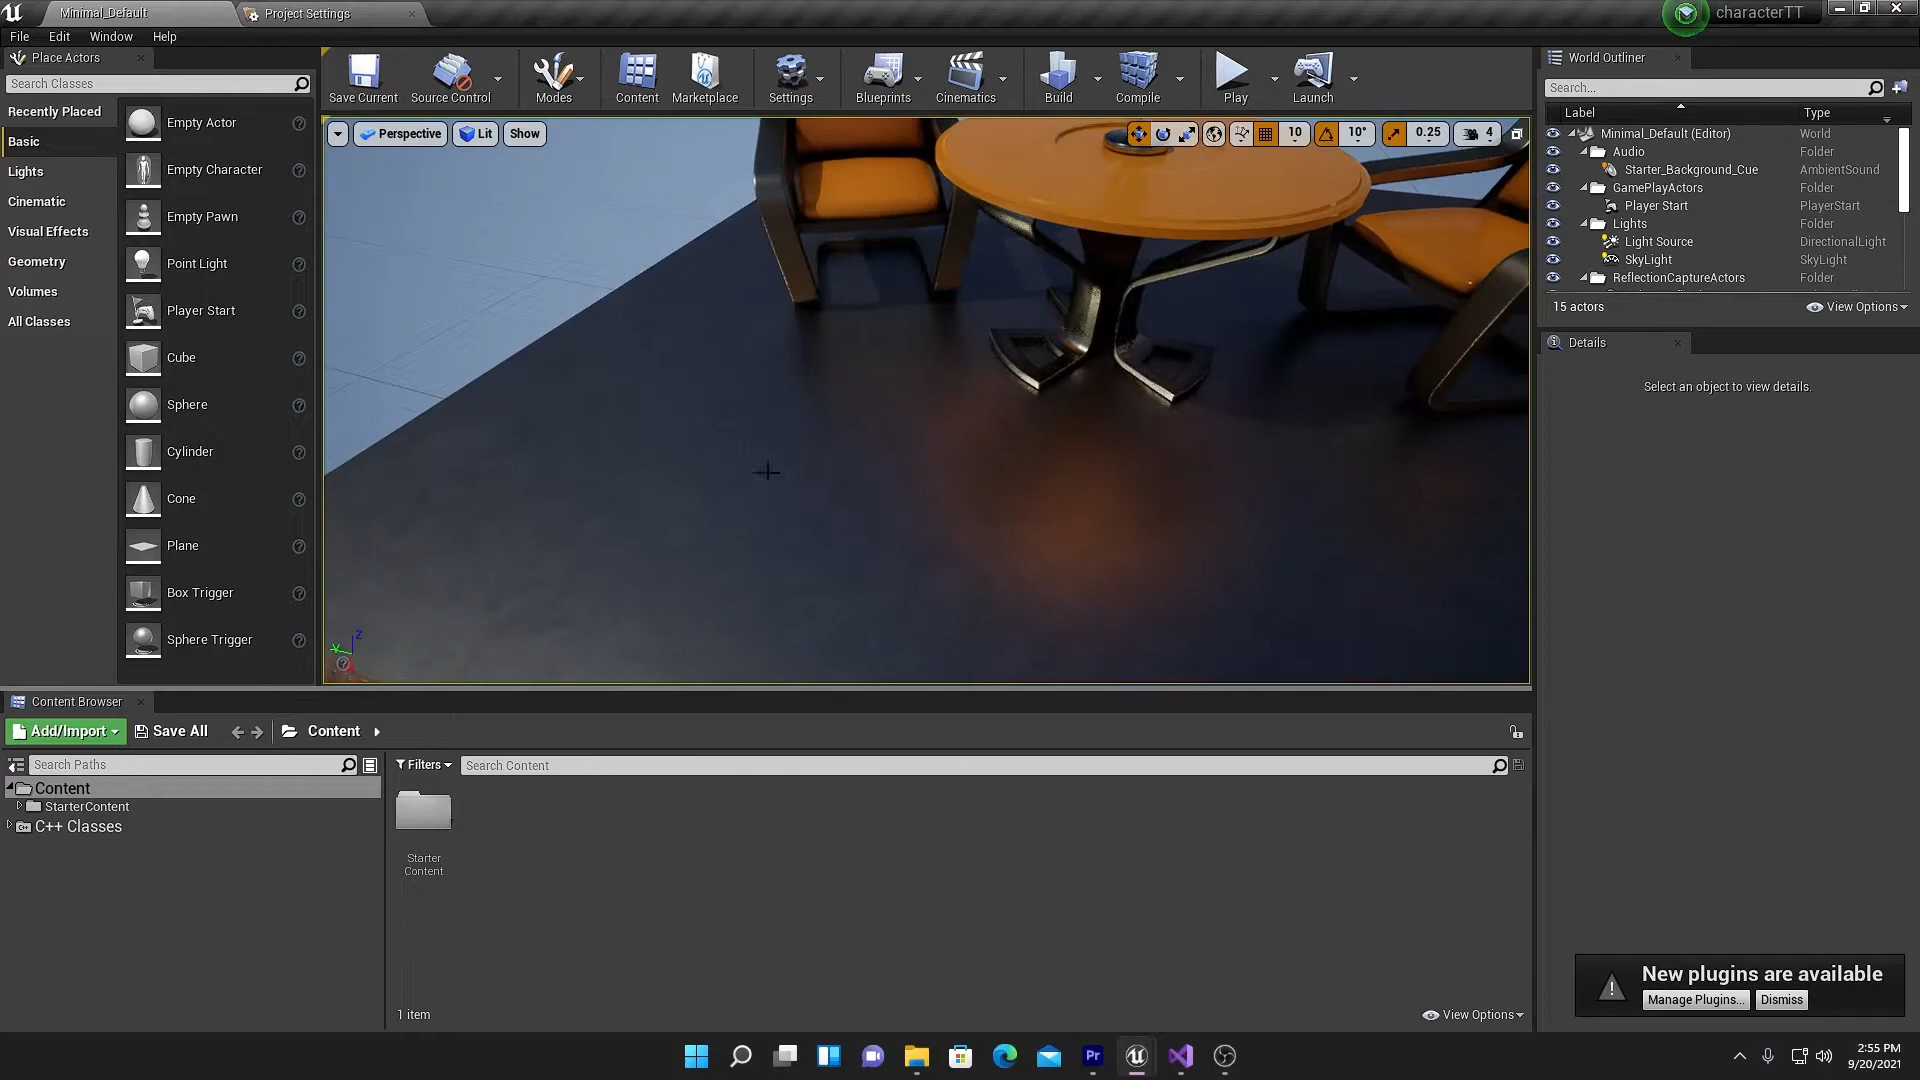 Minimal_Default
Project Settings
characterTT
File Edit Window Help
Place Actors
Search Classes
Recently Placed
Basic
Lights
Cinematic
Visual Effects
Geometry
Volumes
All Classes
Empty Actor
Empty Character
Empty Pawn
Point Light
Player Start
Cube
Sphere
Cylinder
Cone
Plane
Box Trigger
Sphere Trigger
Save Current
Source Control
Modes
Content
Marketplace
Settings
Blueprints
Cinematics
Build
Compile
Play
Launch
Perspective
Lit
Show
10
10°
0.25
4
Z
Y
World Outliner
Search...
Label Type
Minimal_Default (Editor) World
Audio Folder
Starter_Background_Cue AmbientSound
GamePlayActors Folder
Player Start PlayerStart
Lights Folder
Light Source DirectionalLight
SkyLight SkyLight
ReflectionCaptureActors Folder
15 actors
View Options
Details
Select an object to view details.
Content Browser
Add/Import
Save All
Content
Search Paths
Content
StarterContent
C++ Classes
Filters
Search Content
Starter
Content
1 item
View Options
New plugins are available
Manage Plugins...
Dismiss
Pr
2:55 PM
9/20/2021